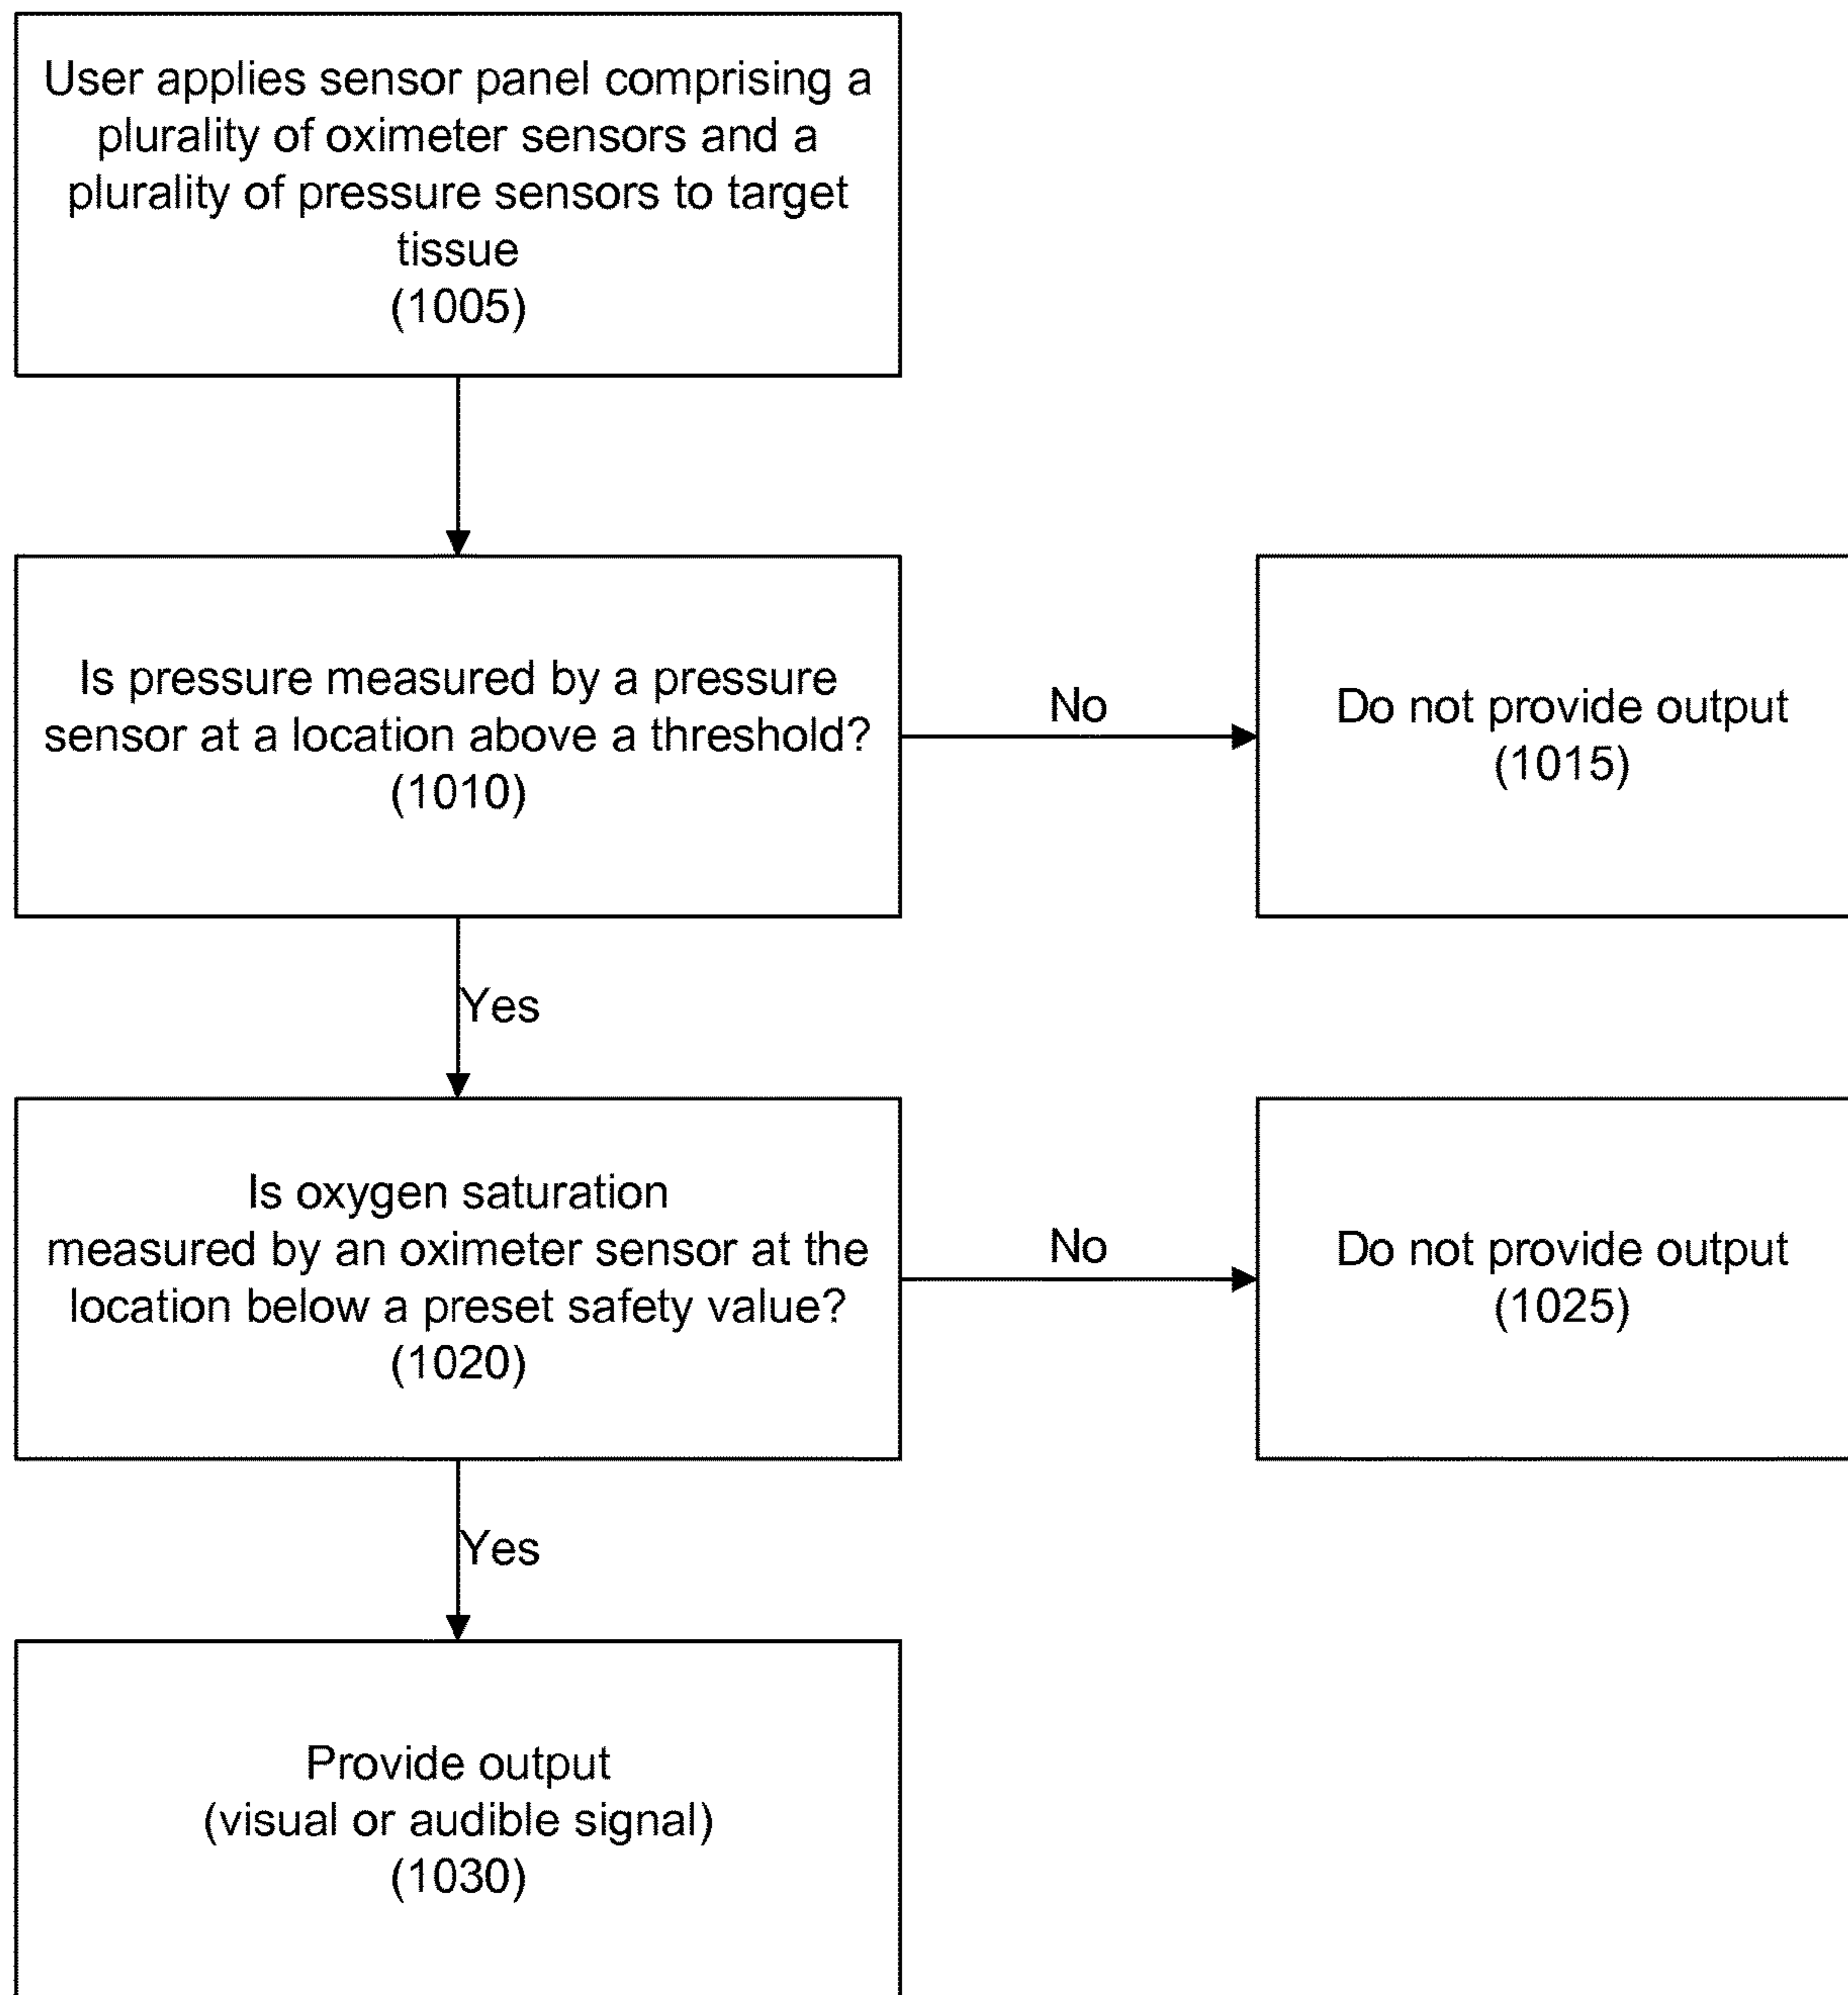 User applies sensor panel comprising a
plurality of oximeter sensors and a
plurality of pressure sensors to target
tissue
(1005)
Is pressure measured by a pressure
sensor at a location above a threshold?
(1010)
No
Do not provide output
(1015)
Yes
Is oxygen saturation
measured by an oximeter sensor at the
location below a preset safety value?
(1020)
No
Do not provide output
(1025)
Yes
Provide output
(visual or audible signal)
(1030)